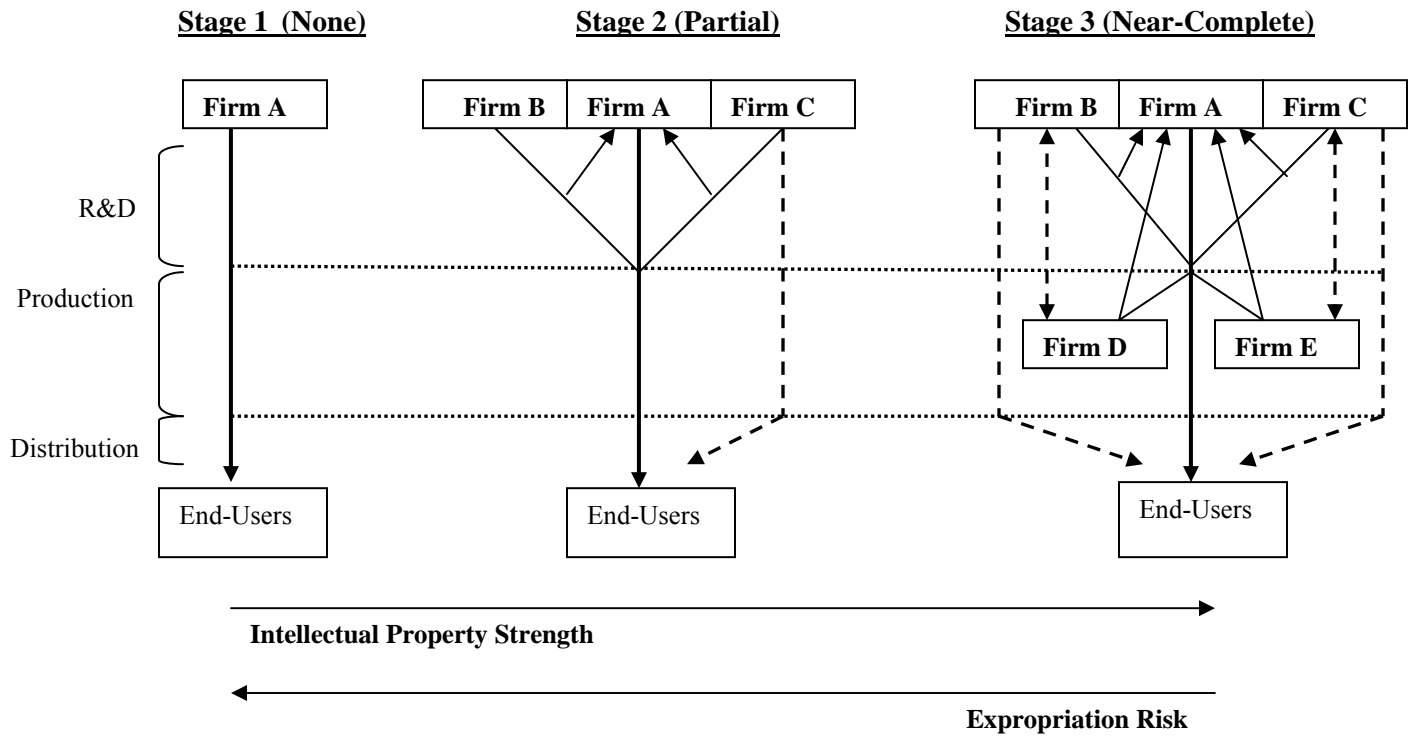 Stage 1 (None)
Stage 2 (Partial)
Stage 3 (Near-Complete)
Firm A
Firm B
Firm A
Firm C
Firm B
Firm A
Firm C
R&D
Production
Firm D
Firm E
Distribution
End-Users
End-Users
End-Users
Intellectual Property Strength
Expropriation Risk